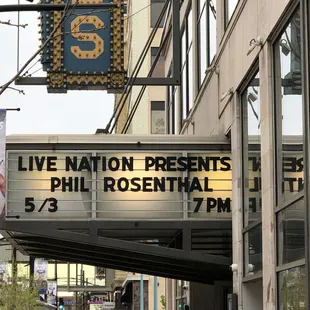 S
LIVE NATION PRESENTS
PHIL ROSENTHAL
5/3 7PM